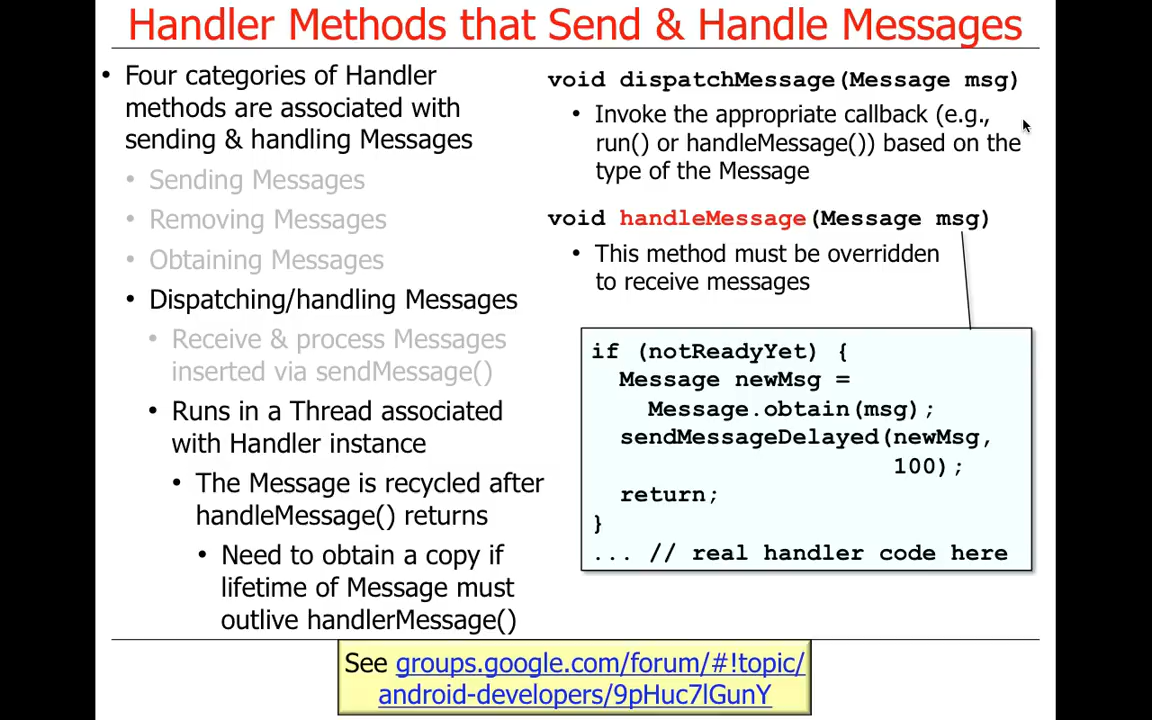 Handler Methods that Send & Handle Messages
• Four categories of Handler
methods are associated with
sending & handling Messages
• Sending Messages
• Removing Messages
• Obtaining Messages
• Dispatching/handling Messages
• Receive & process Messages
inserted via sendMessage()
• Runs in a Thread associated
with Handler instance
• The Message is recycled after
handleMessage() returns
• Need to obtain a copy if
lifetime of Message must
outlive handlerMessage()
void dispatchMessage(Message msg)
• Invoke the appropriate callback (e.g.,
run() or handleMessage()) based on the
type of the Message
void handleMessage(Message msg)
• This method must be overridden
to receive messages
if (notReadyYet) {
Message newMsg =
Message.obtain(msg);
sendMessageDelayed(newMsg,
100);
return;
}
... // real handler code here
See groups.google.com/forum/#!topic/
android-developers/9pHuc7lGunY